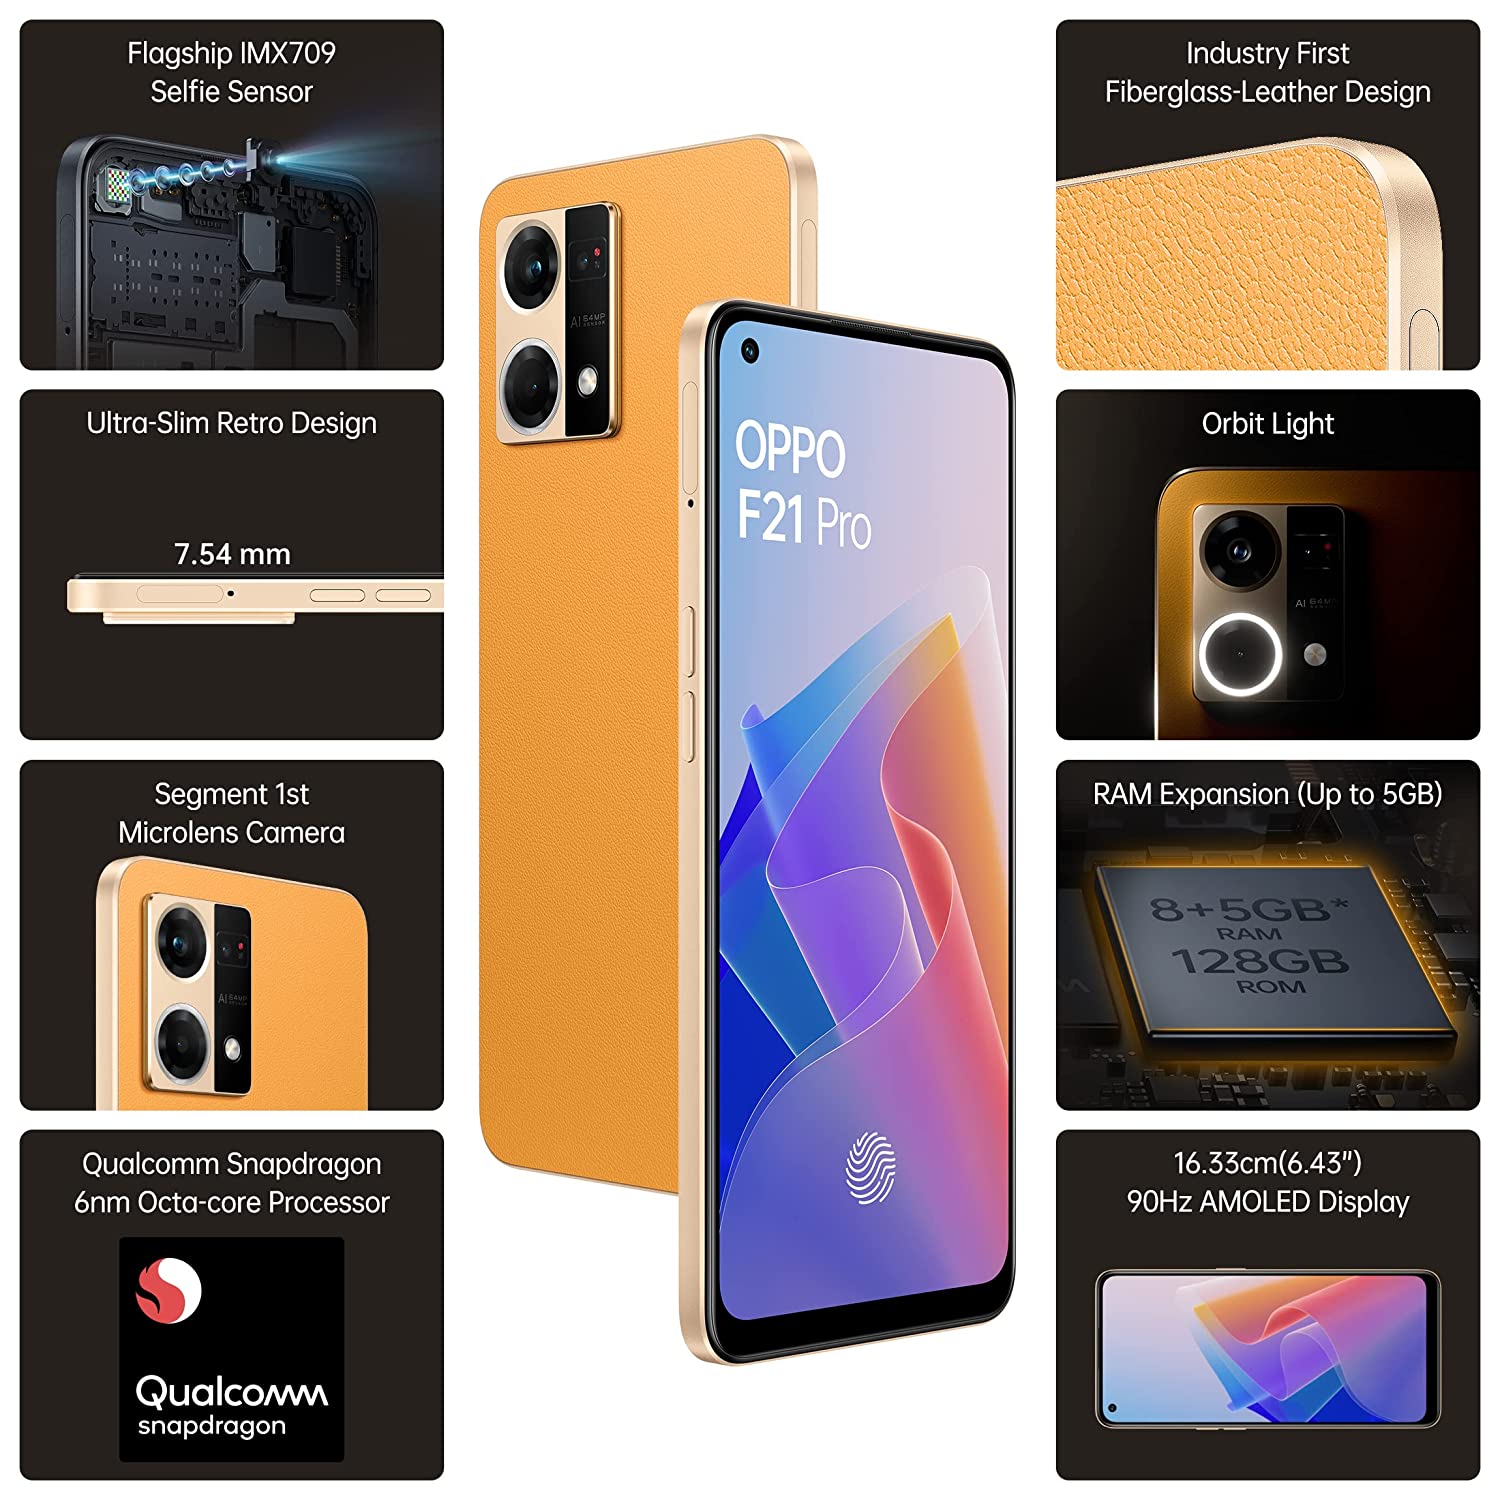 Flagship IMX709
Selfie Sensor
Industry First
Fiberglass-Leather Design
AI 64MP
SENSOR
OPPO
F21 Pro
Ultra-Slim Retro Design
7.54 mm
Orbit Light
AI 64MP
SENSOR
Segment 1st
Microlens Camera
AI 64MP
SENSOR
RAM Expansion (Up to 5GB)
8+5GB*
RAM
128GB
ROM
Qualcomm Snapdragon
6nm Octa-core Processor
Qualcomm
snapdragon
16.33cm(6.43")
90Hz AMOLED Display